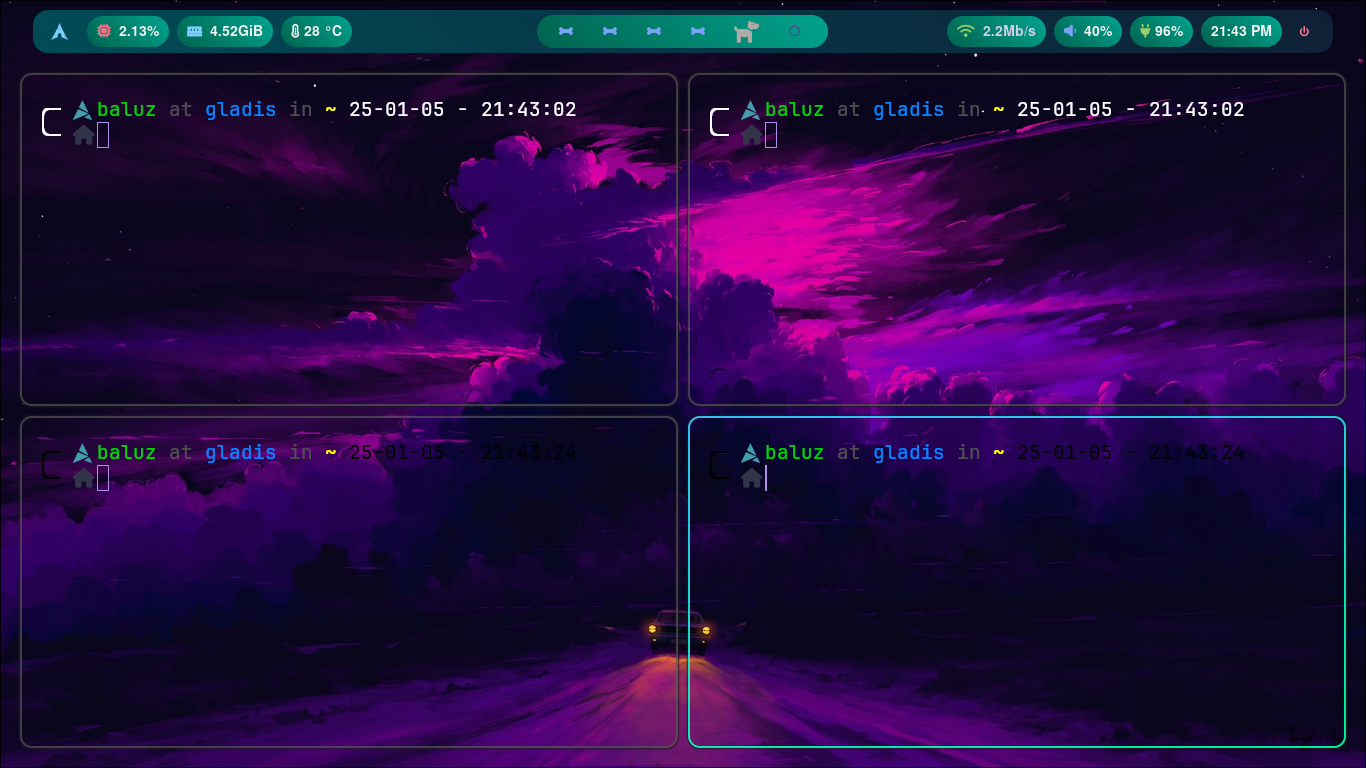 2.13% 4.52GiB 28 °C 2.2Mb/s 40% 96% 21:43 PM
baluz at gladis in ~ 25-01-05 - 21:43:02
baluz at gladis in ~ 25-01-05 - 21:43:02
baluz at gladis in ~ 25-01-05 - 21:43:24
baluz at gladis in ~ 25-01-05 - 21:43:24